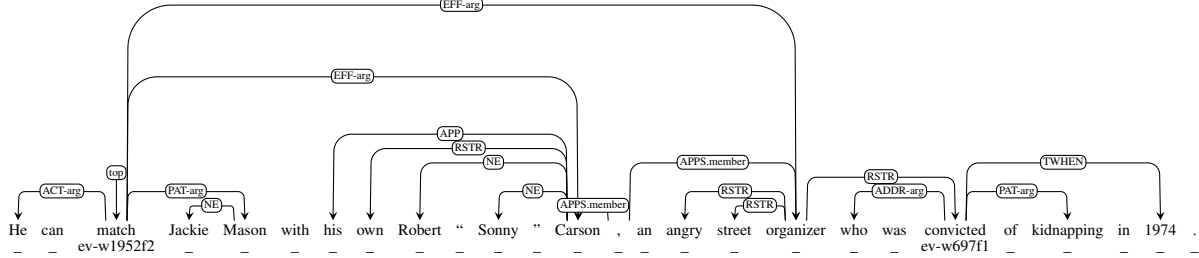 EFF-arg
EFF-arg
APP
RSTR
NE
top
APPS.member
RSTR
TWHEN
ACT-arg
PAT-arg
NE
RSTR
ADDR-arg
PAT-arg
NE
APPS.member
RSTR
He can match Jackie Mason with his own Robert “ Sonny ” Carson , an angry street organizer who was convicted of kidnapping in 1974 .
ev-w1952f2 ev-w697f1
_ _ _ _ _ _ _ _ _ _ _ _ _ _ _ _ _ _ _ _ _ _ _ _ _